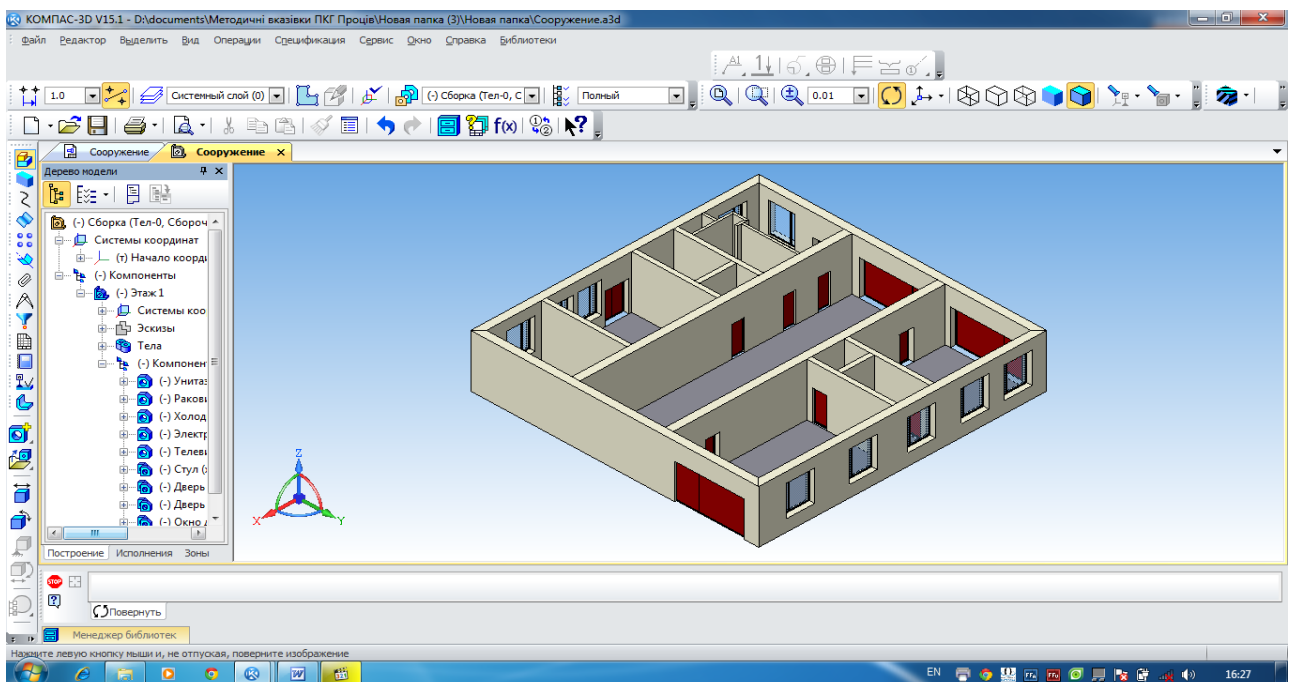 КОМПАС-3D V15.1 - D:\documents\Методичні вказівки ПКГ Проців\Новая папка (3)\Новая папка\Сооружение.a3d
Файл Редактор Выделить Вид Операции Спецификация Сервис Окно Справка Библиотеки
1.0 Системный слой (0) (-) Сборка (Тел-0, С Полный 0.01
f(x)
Сооружение Сооружение
Дерево модели
(-) Сборка (Тел-0, Сбороч
Системы координат
(т) Начало коорди
(-) Компоненты
(-) Этаж 1
Системы коо
Эскизы
Тела
(-) Компонен
(-) Унитаз
(-) Ракови
(-) Холод
(-) Электр
(-) Телеви
(-) Стул (э
(-) Дверь
(-) Дверь
(-) Окно
Z
X Y
Построение Исполнения Зоны
STOP
Повернуть
Менеджер библиотек
Нажмите левую кнопку мыши и, не отпуская, поверните изображение
EN 16:27